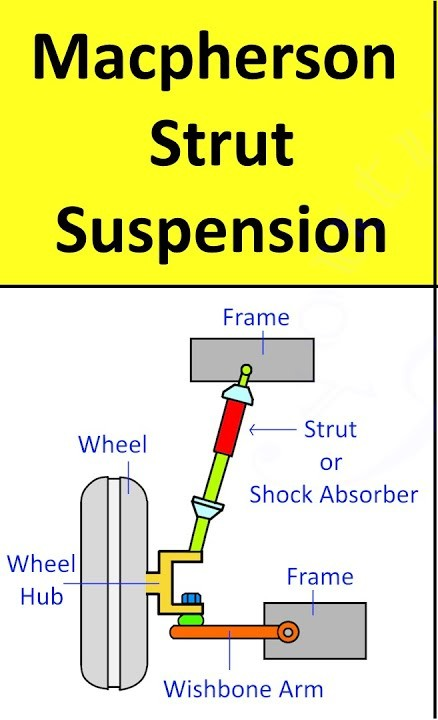 Macpherson
Strut
Suspension
Frame
Strut
or
Shock Absorber
Wheel
Wheel
Hub
Frame
Wishbone Arm